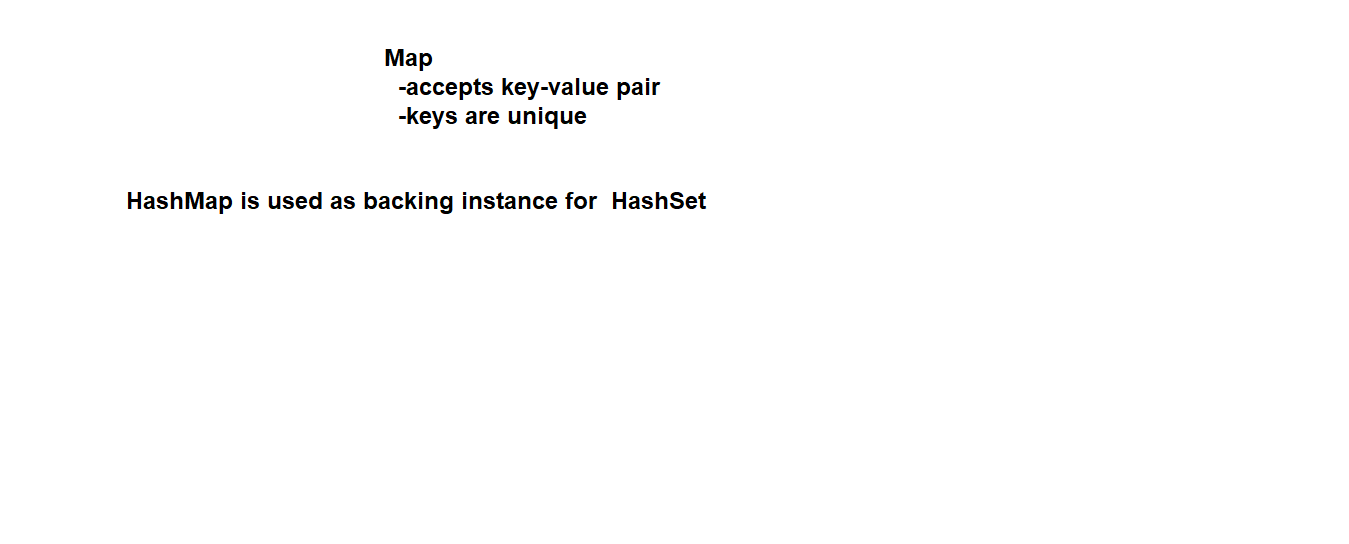 Map
-accepts key-value pair
-keys are unique
HashMap is used as backing instance for  HashSet